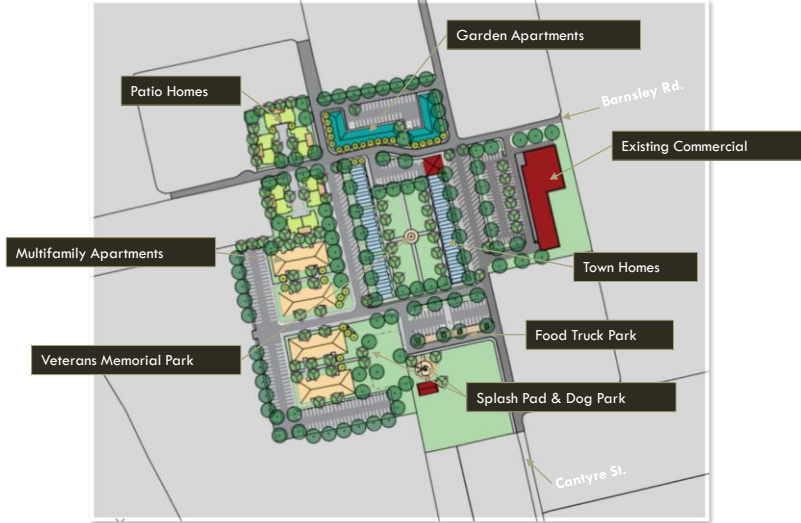 Garden Apartments
Patio Homes
Barnsley Rd.
Existing Commercial
Multifamily Apartments
Town Homes
Food Truck Park
Veterans Memorial Park
Splash Pad & Dog Park
Cantyre St.